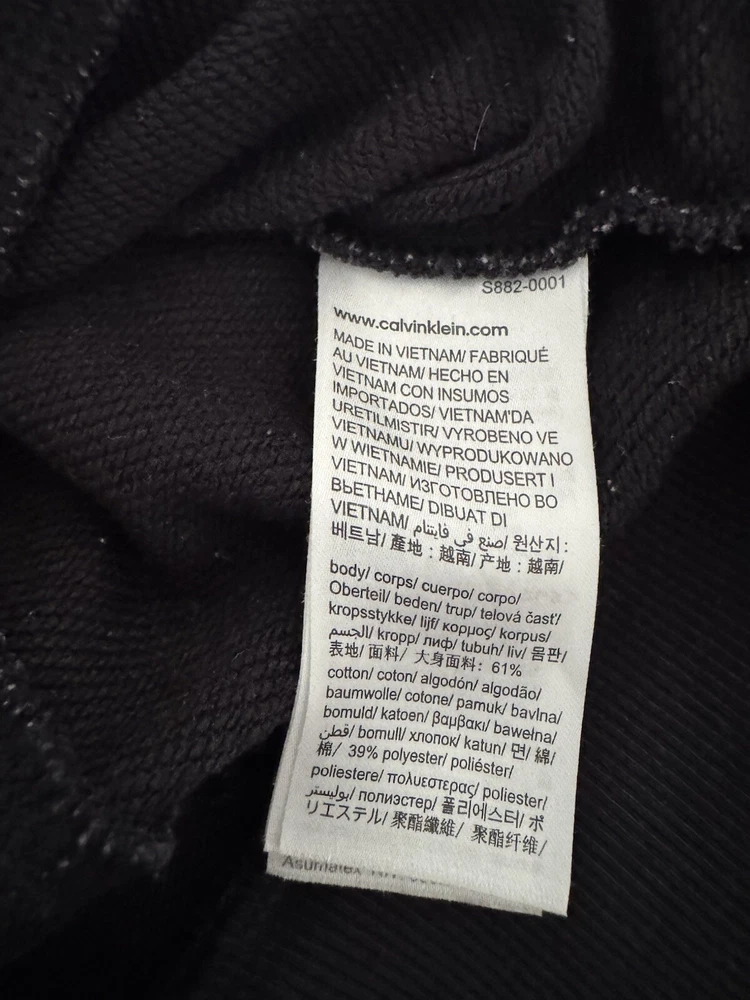 S882-0001
www.calvinklein.com
MADE IN VIETNAM/ FABRIQUÉ
AU VIETNAM/ HECHO EN
VIETNAM CON INSUMOS
IMPORTADOS/ VIETNAM'DA
URETILMISTIR/ VYROBENO VE
VIETNAMU/ WYPRODUKOWANO
W WIETNAMIE/ PRODUSERT I
VIETNAM/ ИЗГОТОВЛЕНО ВО
ВЬЕТНАМЕ/ DIBUAT DI
VIETNAM/ صنع في فايتنام/ 원산지 :
베트남/ 產地 : 越南/ 产地 : 越南/
body/ corps/ cuerpo/ corpo/
Oberteil/ beden/ trup/ telová časť/
kropsstykke/ lijf/ κορμος/ korpus/
الجسم/ kropp/ лиф/ tubuh/ liv/ 몸판/
表地/ 面料/ 大身面料: 61%
cotton/ coton/ algodón/ algodão/
baumwolle/ cotone/ pamuk/ bavlna/
bomuld/ katoen/ βαμβακι/ bawełna/
قطن/ bomull/ хлопок/ katun/ 면/ 綿/
棉/ 39% polyester/ poliéster/
poliestere/ πολυεστερας/ poliester/
بوليستر/ полиэстер/ 폴리에스터/ ポ
リエステル/ 聚酯纖維/ 聚酯纤维/
Asumatex